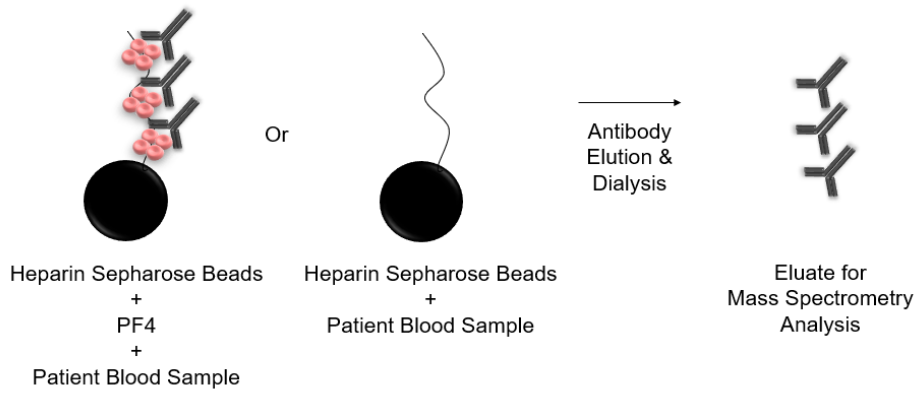 Or
Antibody
Elution &
Dialysis
Heparin Sepharose Beads
+
PF4
+
Patient Blood Sample
Heparin Sepharose Beads
+
Patient Blood Sample
Eluate for
Mass Spectrometry
Analysis